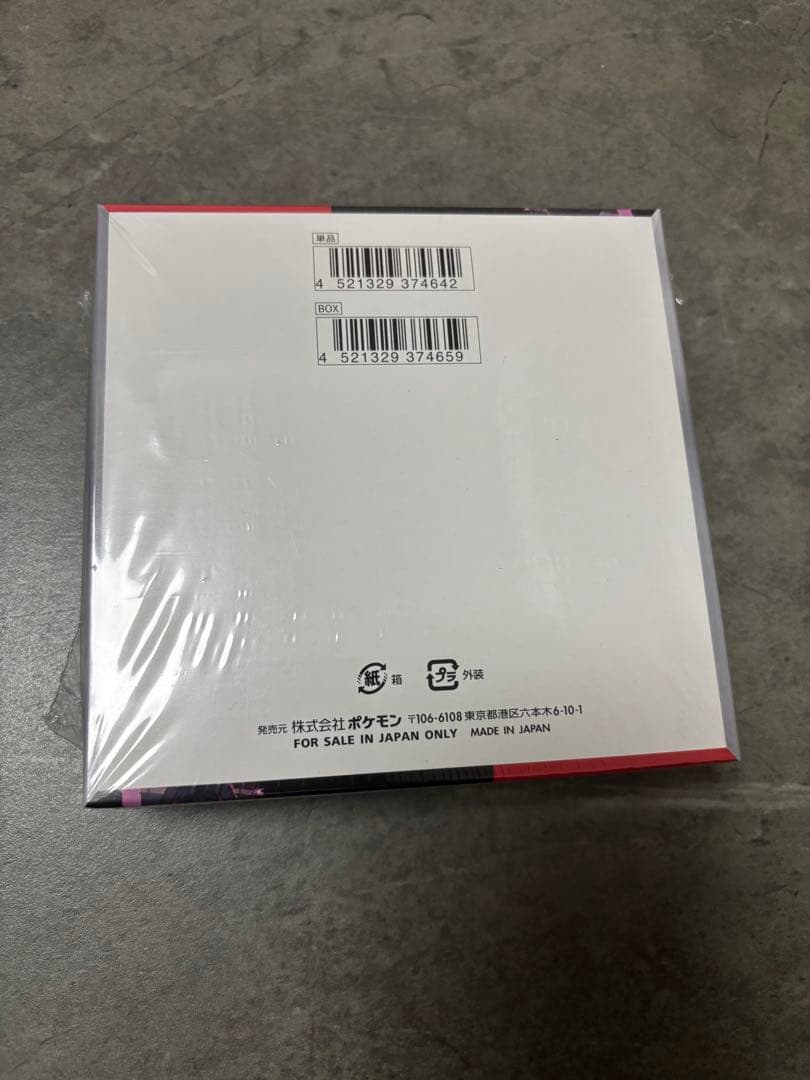 単品
4 521329 374642
BOX
4 521329 374659
紙 箱 プラ 外装
発売元 株式会社 ポケモン 〒106-6108 東京都港区六本木6-10-1
FOR SALE IN JAPAN ONLY MADE IN JAPAN